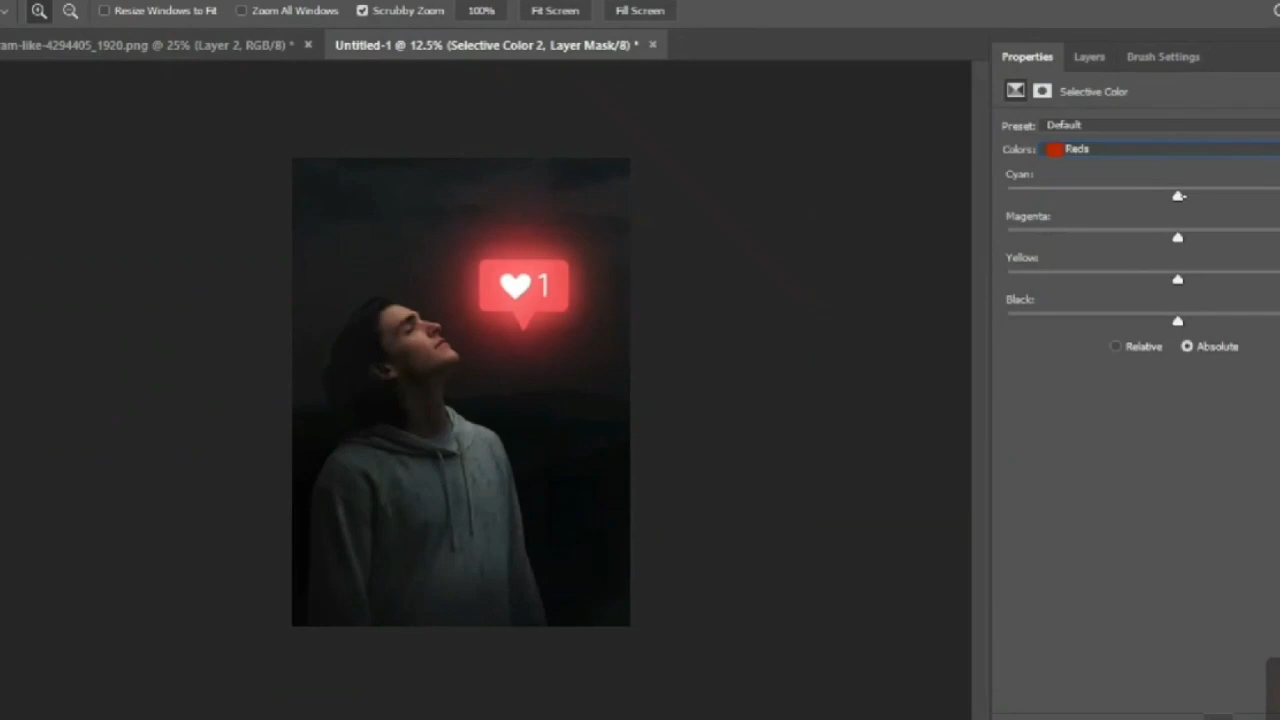 Resize Windows to Fit Zoom All Windows Scrubby Zoom 100% Fit Screen Fill Screen
am-like-4294405_1920.png @ 25% (Layer 2, RGB/8) * × Untitled-1 @ 12.5% (Selective Color 2, Layer Mask/8) * ×
Properties Layers Brush Settings
Selective Color
Preset: Default
Colors: Reds
Cyan:
Magenta:
Yellow:
Black:
Relative Absolute
1